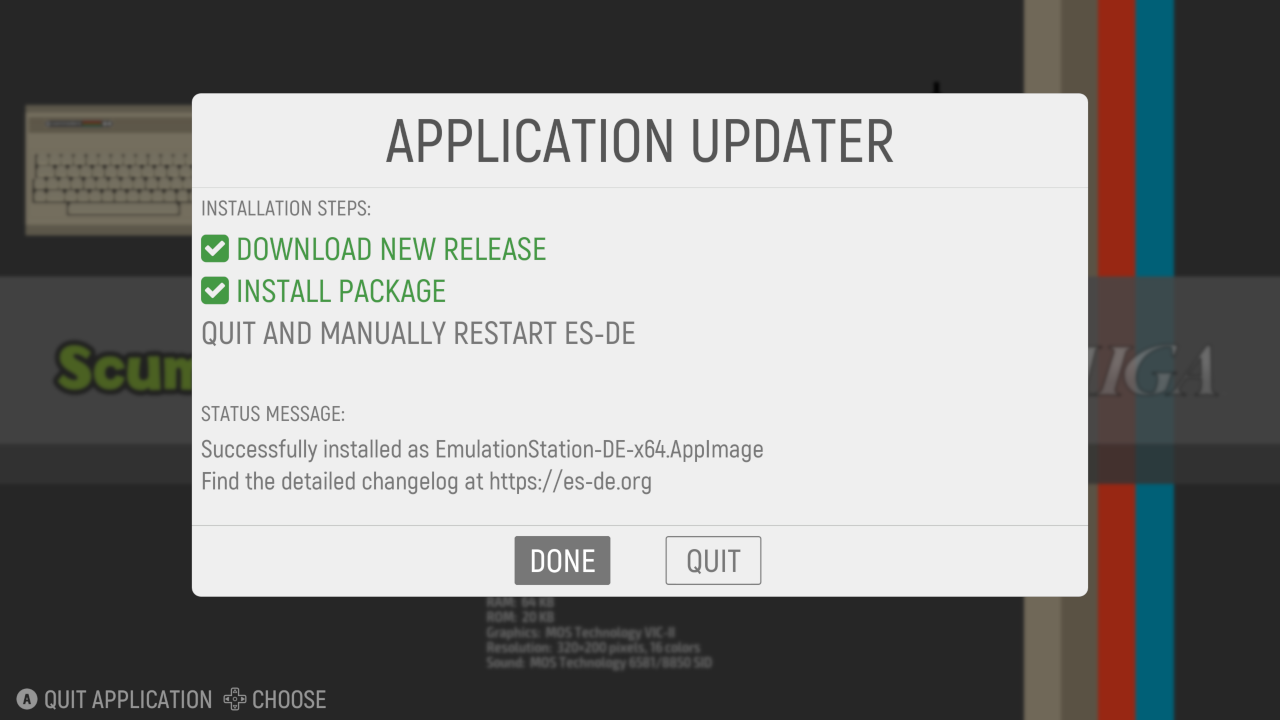 APPLICATION UPDATER
INSTALLATION STEPS:
DOWNLOAD NEW RELEASE
INSTALL PACKAGE
QUIT AND MANUALLY RESTART ES-DE
STATUS MESSAGE:
Successfully installed as EmulationStation-DE-x64.AppImage
Find the detailed changelog at https://es-de.org
DONE QUIT
Scum
IGA
RAM: 64 KB
ROM: 20 KB
Graphics: MOS Technology VIC-II
Resolution: 320×200 pixels, 16 colors
Sound: MOS Technology 6581/8850 SID
A QUIT APPLICATION CHOOSE